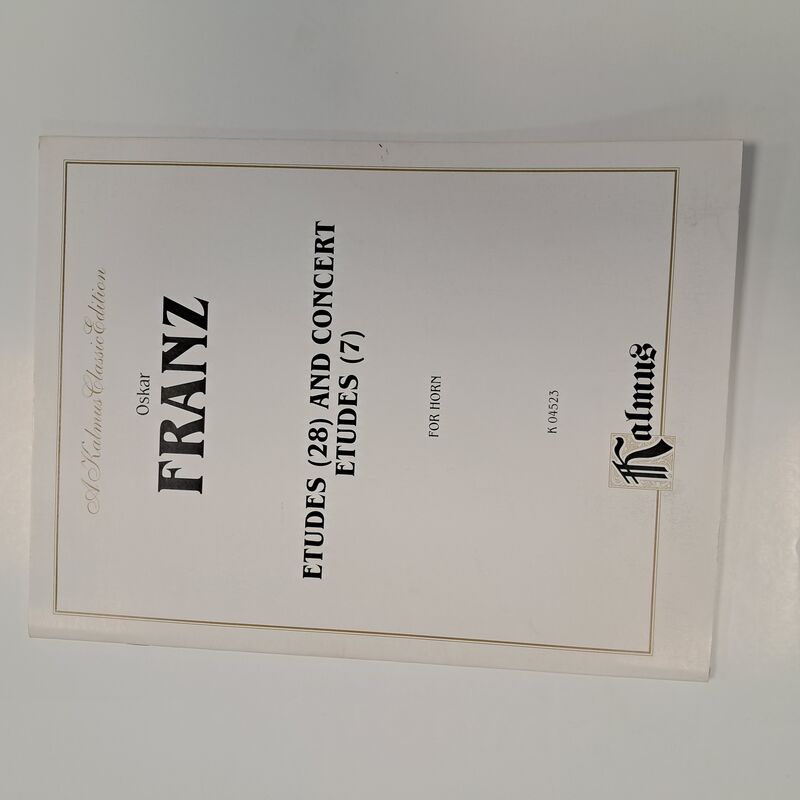 A Kalmus Classic Edition
Oskar
FRANZ
ETUDES (28) AND CONCERT
ETUDES (7)
FOR HORN
K 04523
Kalmus